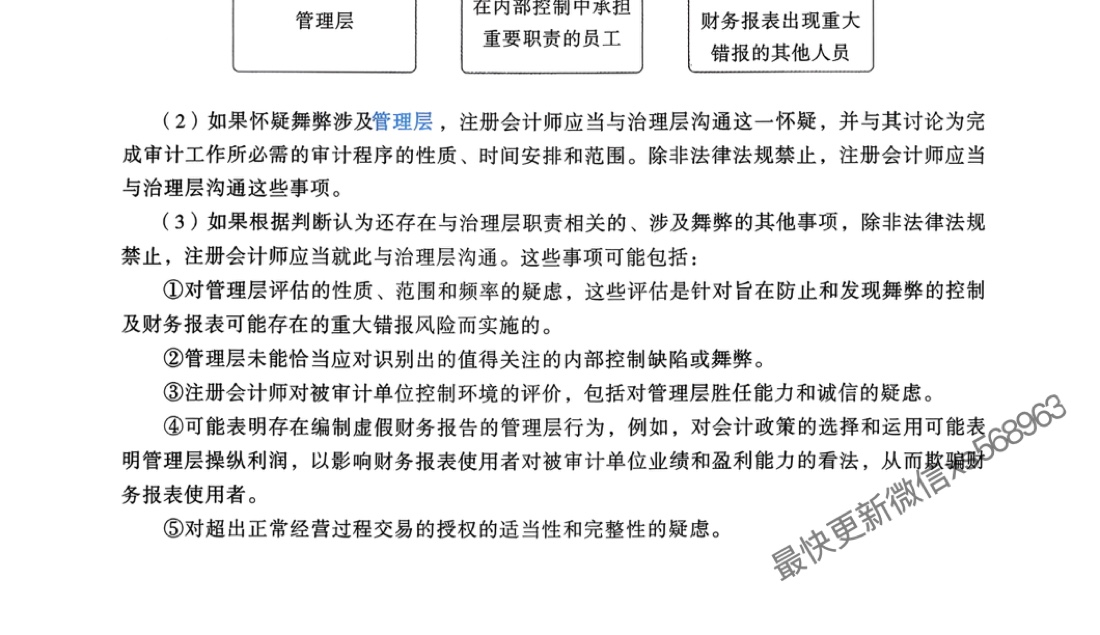 管理层
在内部控制中承担
重要职责的员工
财务报表出现重大
错报的其他人员
（2）如果怀疑舞弊涉及管理层，注册会计师应当与治理层沟通这一怀疑，并与其讨论为完
成审计工作所必需的审计程序的性质、时间安排和范围。除非法律法规禁止，注册会计师应当
与治理层沟通这些事项。
（3）如果根据判断认为还存在与治理层职责相关的、涉及舞弊的其他事项，除非法律法规
禁止，注册会计师应当就此与治理层沟通。这些事项可能包括：
①对管理层评估的性质、范围和频率的疑虑，这些评估是针对旨在防止和发现舞弊的控制
及财务报表可能存在的重大错报风险而实施的。
②管理层未能恰当应对识别出的值得关注的内部控制缺陷或舞弊。
③注册会计师对被审计单位控制环境的评价，包括对管理层胜任能力和诚信的疑虑。
④可能表明存在编制虚假财务报告的管理层行为，例如，对会计政策的选择和运用可能表
明管理层操纵利润，以影响财务报表使用者对被审计单位业绩和盈利能力的看法，从而欺骗财
务报表使用者。
⑤对超出正常经营过程交易的授权的适当性和完整性的疑虑。
最快更新微信
568963